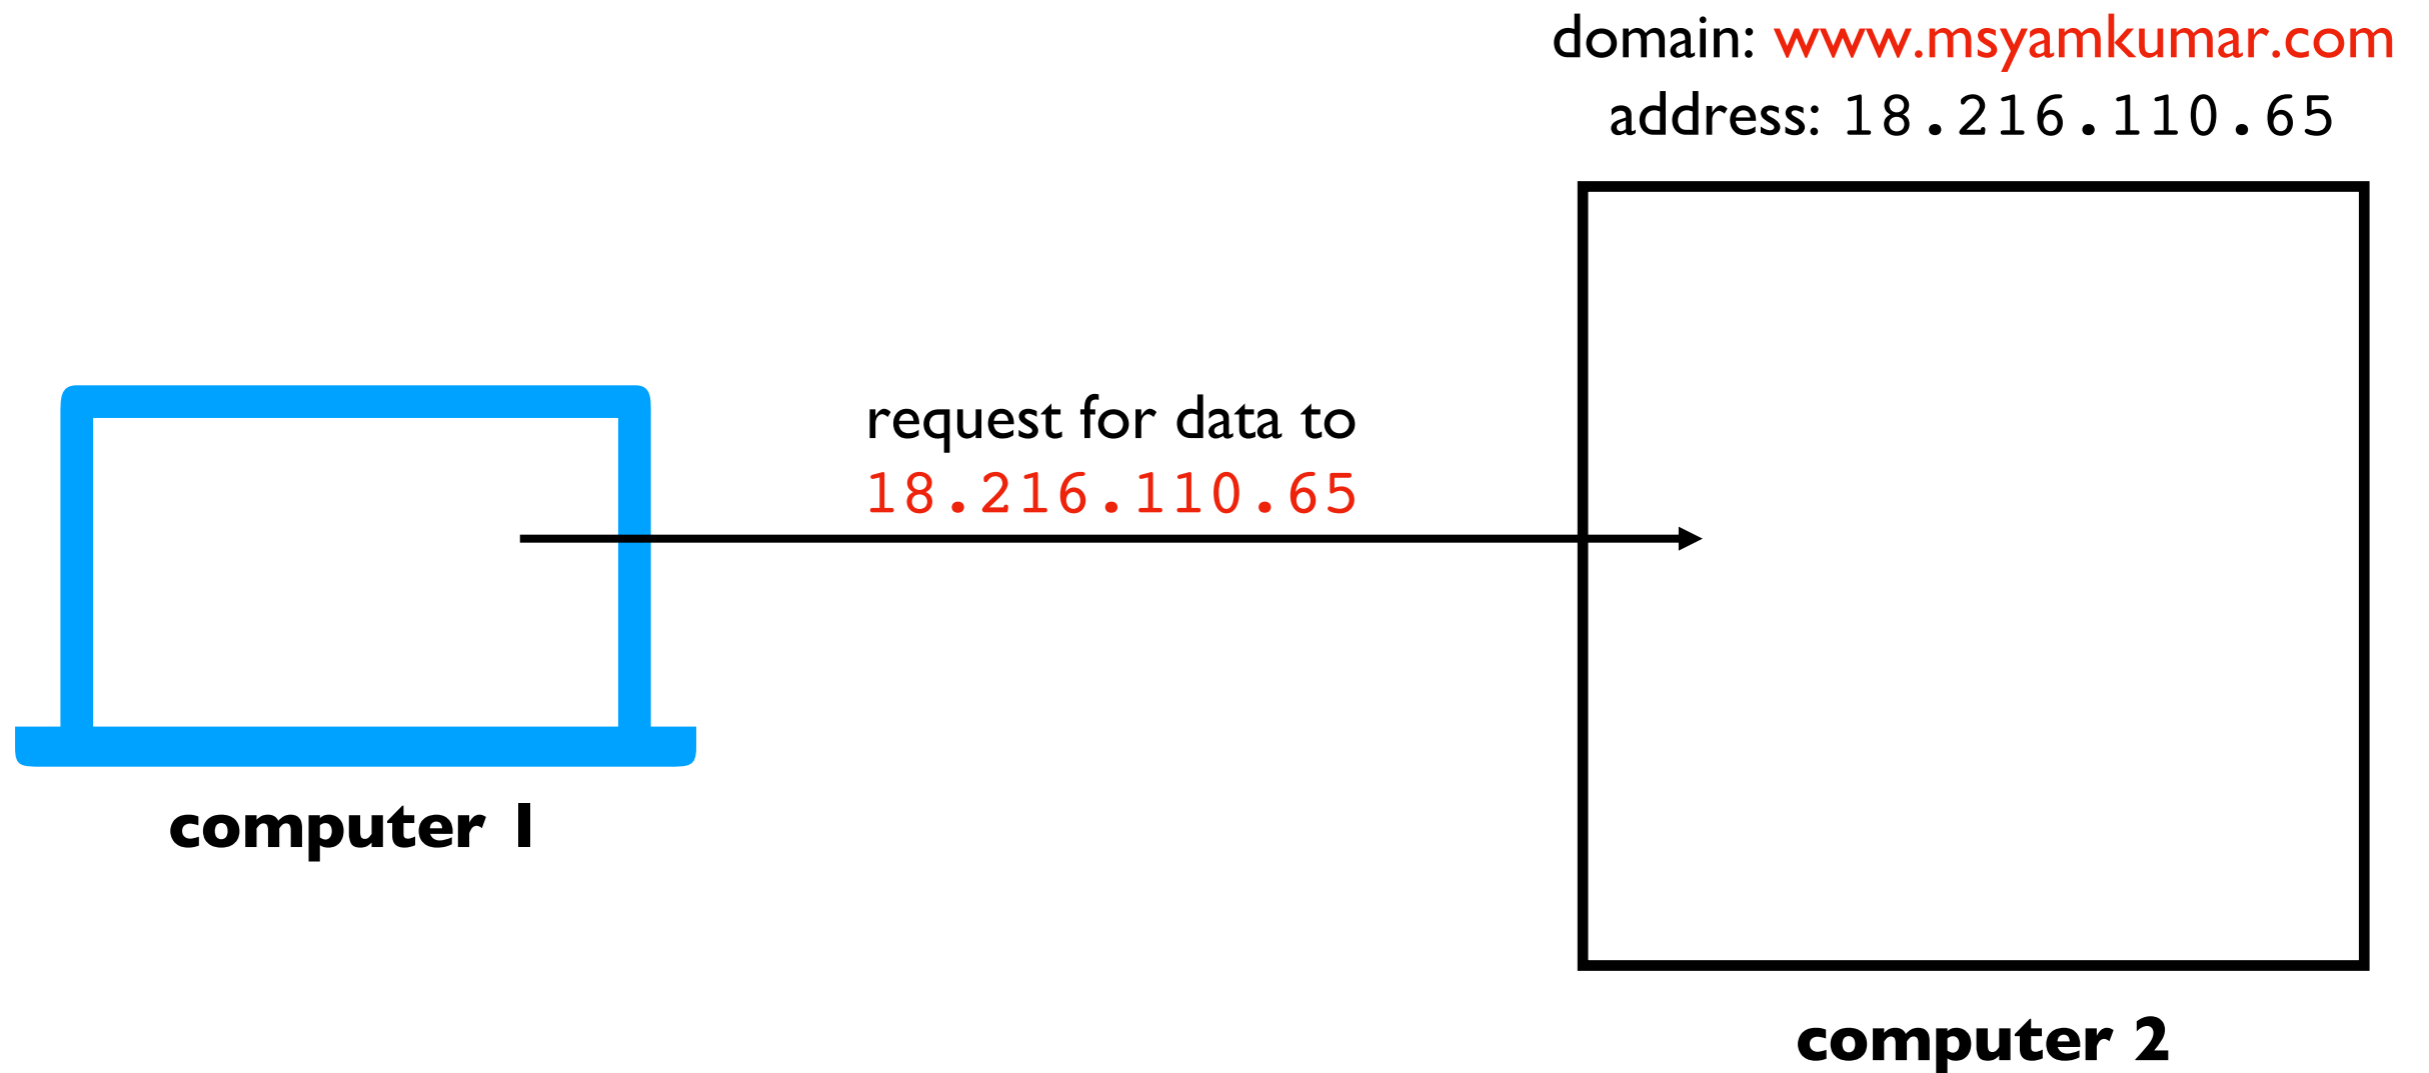 domain: www.msyamkumar.com
address: 18.216.110.65
request for data to
18.216.110.65
computer 1
computer 2